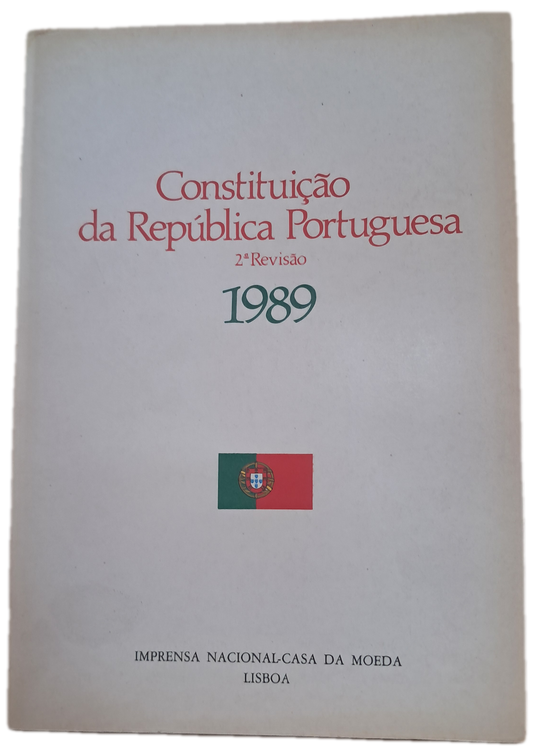 Constituição
da República Portuguesa
2ª Revisão
1989
IMPRENSA NACIONAL-CASA DA MOEDA
LISBOA